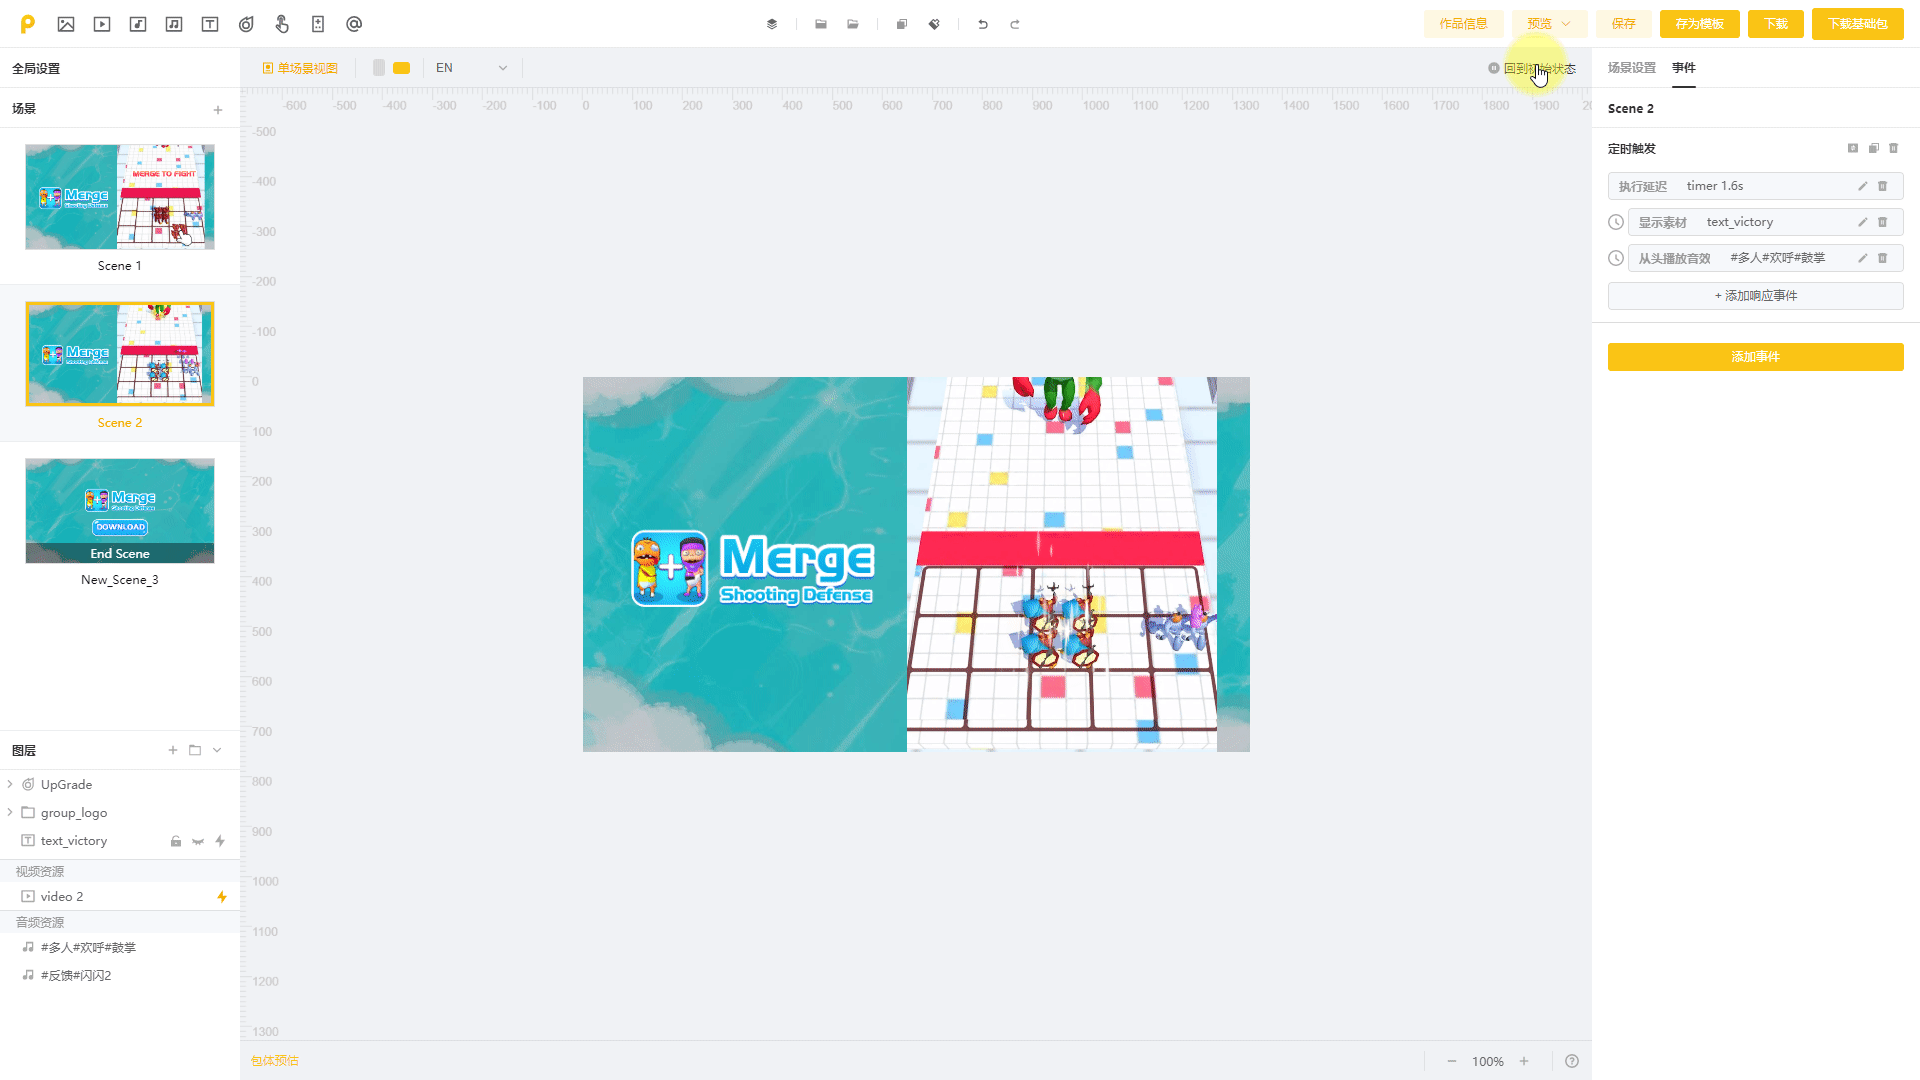 作品信息
预览
保存
存为模板
下载
下载基础包
全局设置
单场景视图
EN
回到初始状态
场景设置
事件
场景
-600 -500 -400 -300 -200 -100 0 100 200 300 400 500 600 700 800 900 1000 1100 1200 1300 1400 1500 1600 1700 1800 1900
Scene 2
-500
-400
-300
-200
-100
0
100
200
300
400
500
600
700
800
900
1000
1100
1200
1300
定时触发
执行延迟 timer 1.6s
显示素材 text_victory
从头播放音效 #多人#欢呼#鼓掌
+ 添加响应事件
添加事件
MERGE TO FIGHT
Merge
Shooting Defense
Scene 1
Merge
Shooting Defense
Scene 2
Merge
Shooting Defense
DOWNLOAD
End Scene
New_Scene_3
Merge
Shooting Defense
图层
UpGrade
group_logo
text_victory
视频资源
video 2
音频资源
#多人#欢呼#鼓掌
#反馈#闪闪2
包体预估
100%